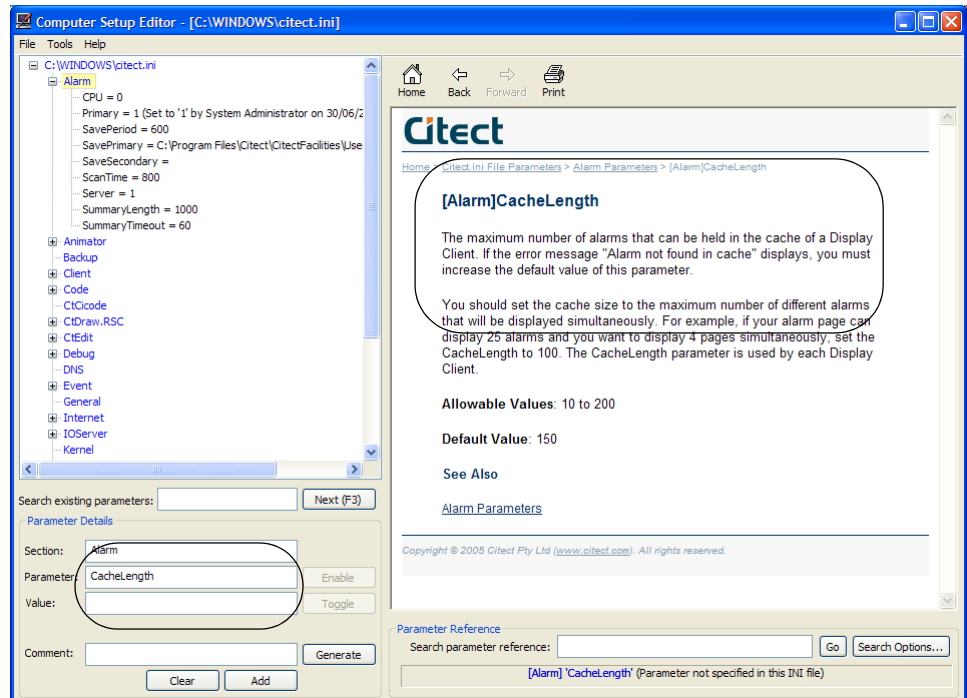 Computer Setup Editor - [C:\WINDOWS\citect.ini]
File Tools Help
C:\WINDOWS\citect.ini
Alarm
CPU = 0
Primary = 1 (Set to '1' by System Administrator on 30/06/2
SavePeriod = 600
SavePrimary = C:\Program Files\Citect\CitectFacilities\Use
SaveSecondary =
ScanTime = 800
Server = 1
SummaryLength = 1000
SummaryTimeout = 60
Animator
Backup
Client
Code
CtCicode
CtDraw.RSC
CtEdit
Debug
DNS
Event
General
Internet
IOServer
Kernel
Search existing parameters:
Next (F3)
Parameter Details
Section: Alarm
Parameter: CacheLength
Enable
Value:
Toggle
Comment:
Generate
Clear Add
Home Back Forward Print
Citect
Home > Citect.ini File Parameters > Alarm Parameters > [Alarm]CacheLength
[Alarm]CacheLength
The maximum number of alarms that can be held in the cache of a Display
Client. If the error message "Alarm not found in cache" displays, you must
increase the default value of this parameter.
You should set the cache size to the maximum number of different alarms
that will be displayed simultaneously. For example, if your alarm page can
display 25 alarms and you want to display 4 pages simultaneously, set the
CacheLength to 100. The CacheLength parameter is used by each Display
Client.
Allowable Values: 10 to 200
Default Value: 150
See Also
Alarm Parameters
Copyright © 2005 Citect Pty Ltd (www.citect.com). All rights reserved.
Parameter Reference
Search parameter reference:
Go Search Options...
[Alarm] 'CacheLength' (Parameter not specified in this INI file)